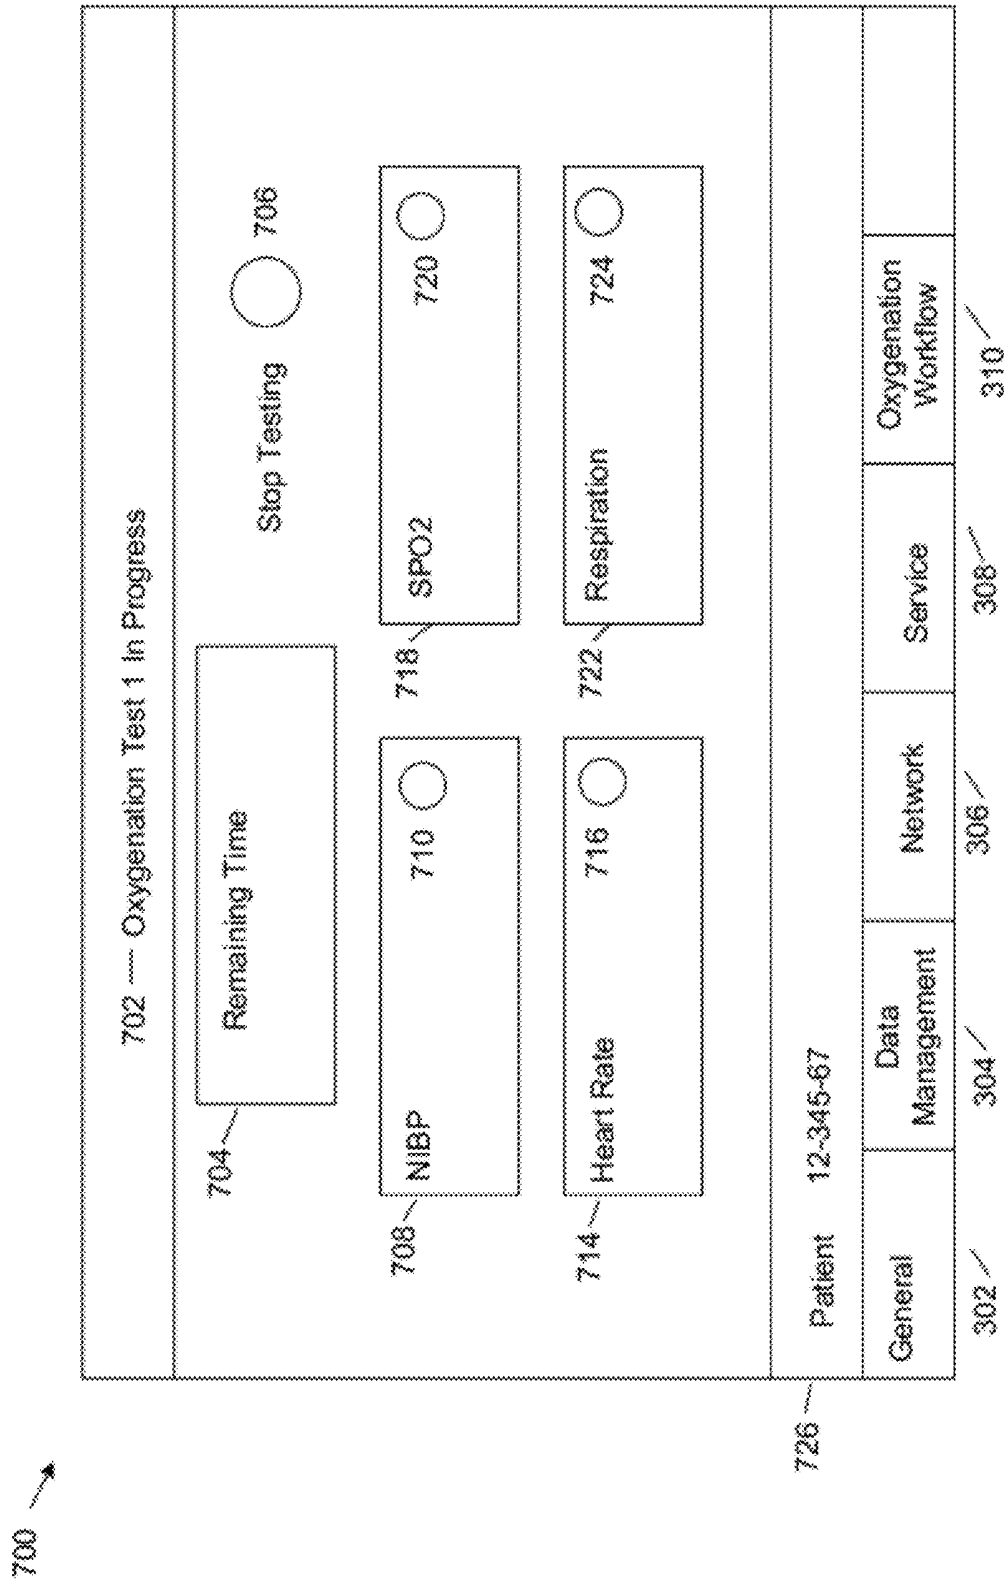 700
702 — Oxygenation Test 1 In Progress
704
Remaining Time
Stop Testing
706
708
NIBP
710
718
SPO2
720
714
Heart Rate
716
722
Respiration
724
726
Patient 12-345-67
General
Data
Management
Network
Service
Oxygenation
Workflow
302
304
306
308
310